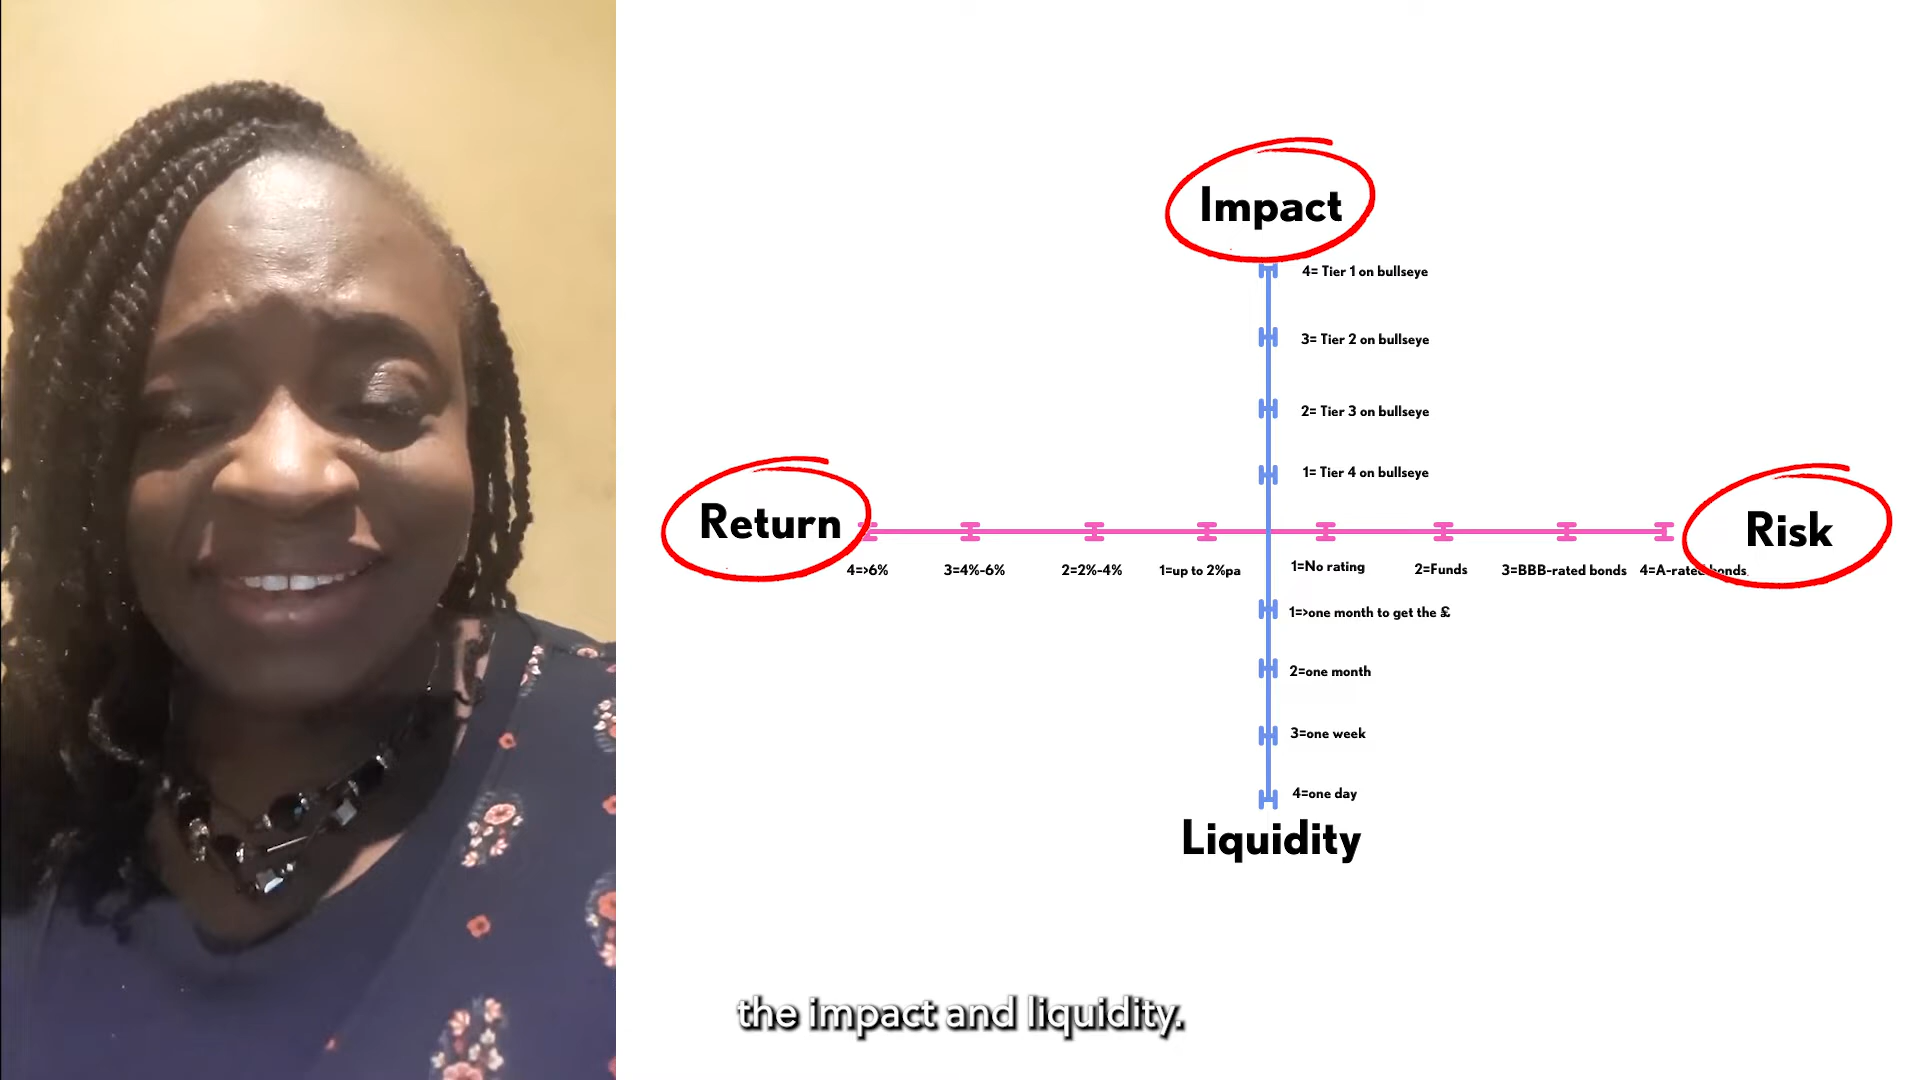 Impact
4= Tier 1 on bullseye
3= Tier 2 on bullseye
2= Tier 3 on bullseye
1= Tier 4 on bullseye
Return
Risk
4=>6%
3=4%-6%
2=2%-4%
1=up to 2%pa
1=No rating
2=Funds
3=BBB-rated bonds
4=A-rated bonds
1=>one month to get the £
2=one month
3=one week
4=one day
Liquidity
the impact and liquidity.